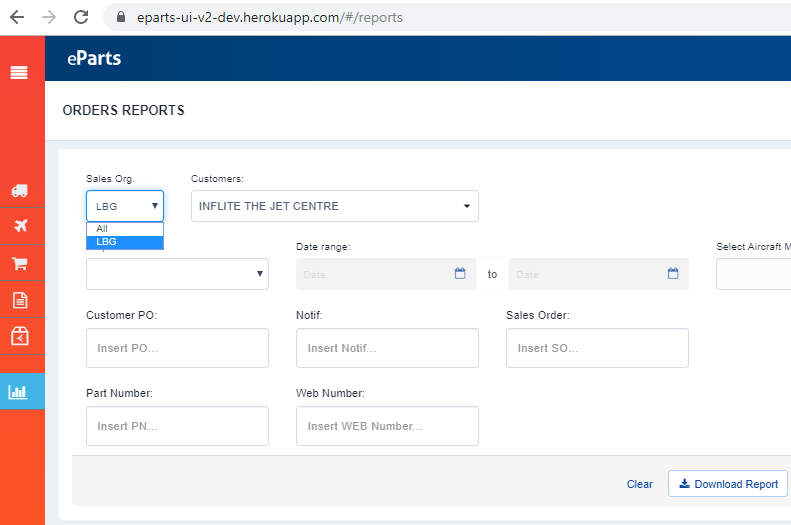 eparts-ui-v2-dev.herokuapp.com/#/reports
eParts
ORDERS REPORTS
Sales Org.
Customers:
LBG
INFLITE THE JET CENTRE
All
LBG
Date range:
Select Aircraft M
Date
to
Date
Customer PO:
Notif:
Sales Order:
Insert PO...
Insert Notif...
Insert SO...
Part Number:
Web Number:
Insert PN...
Insert WEB Number...
Clear
Download Report